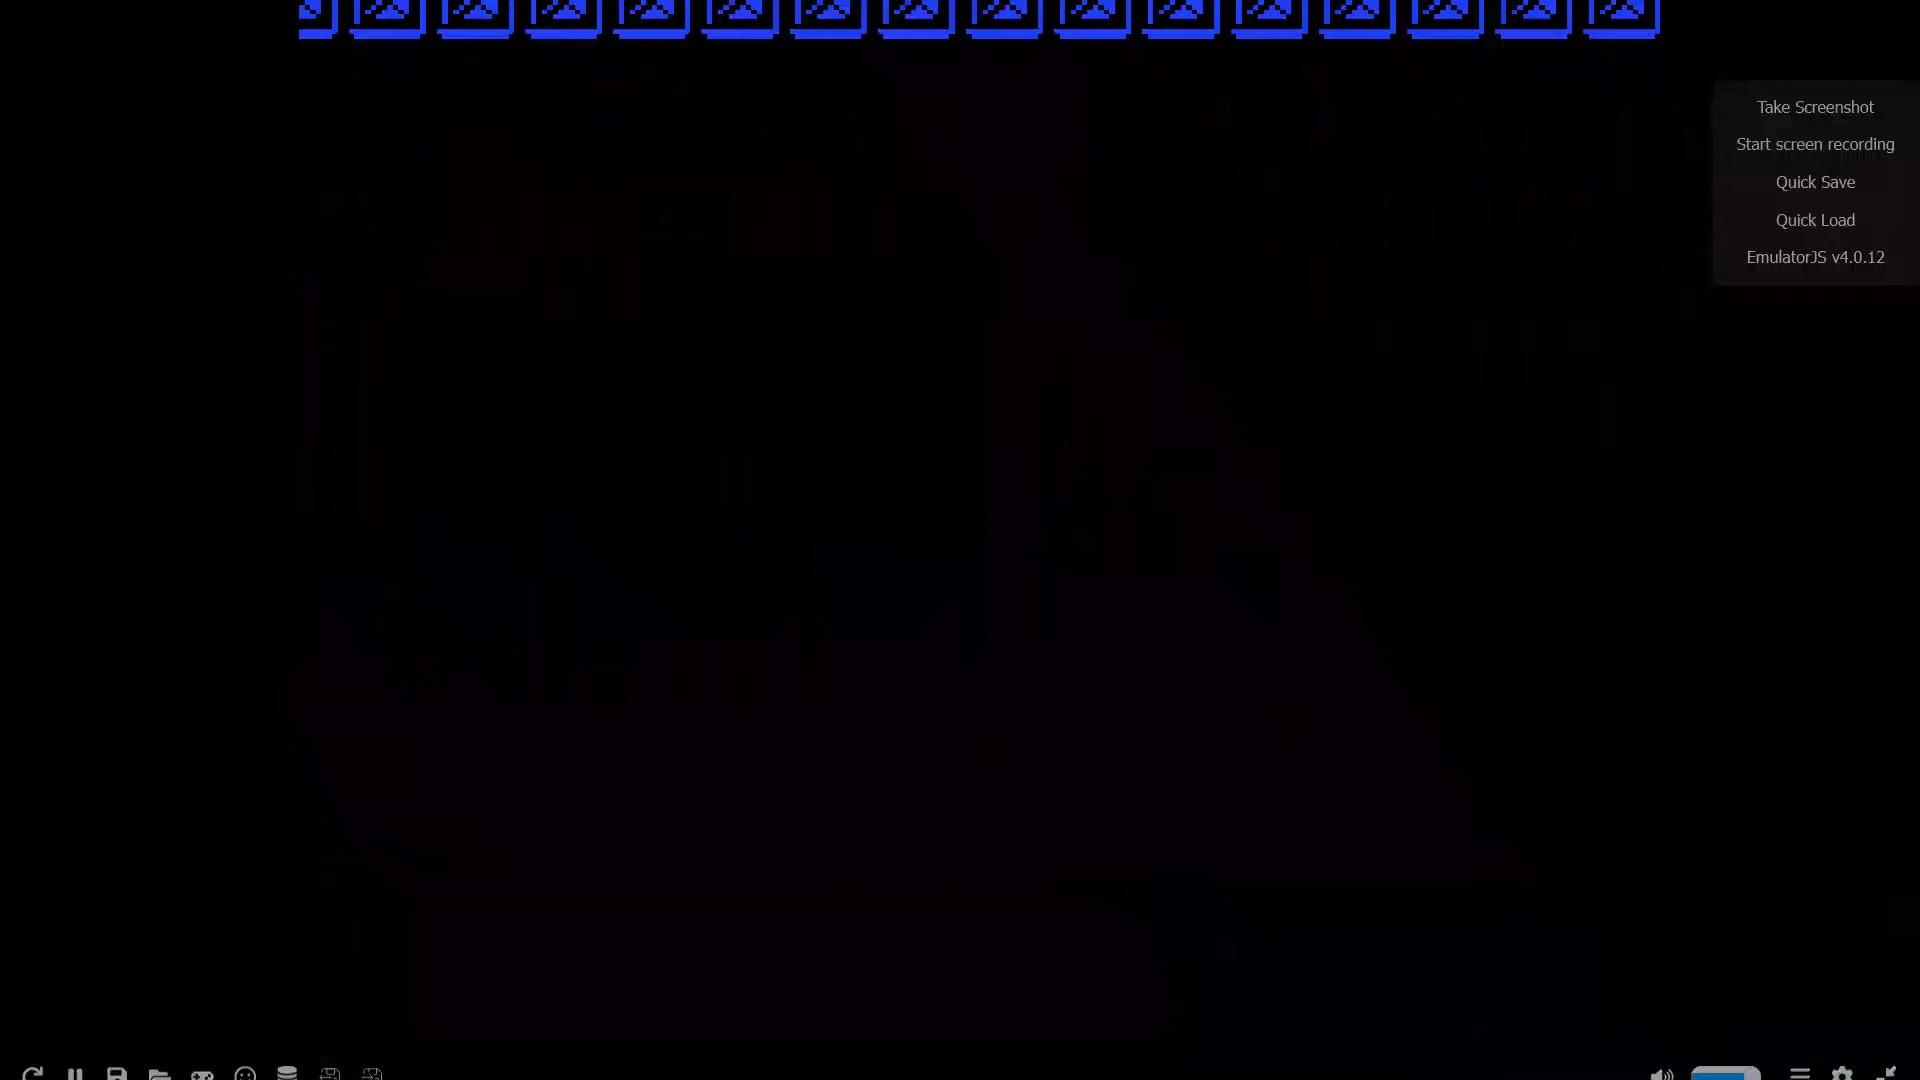 Take Screenshot
Start screen recording
Quick Save
Quick Load
EmulatorJS v4.0.12